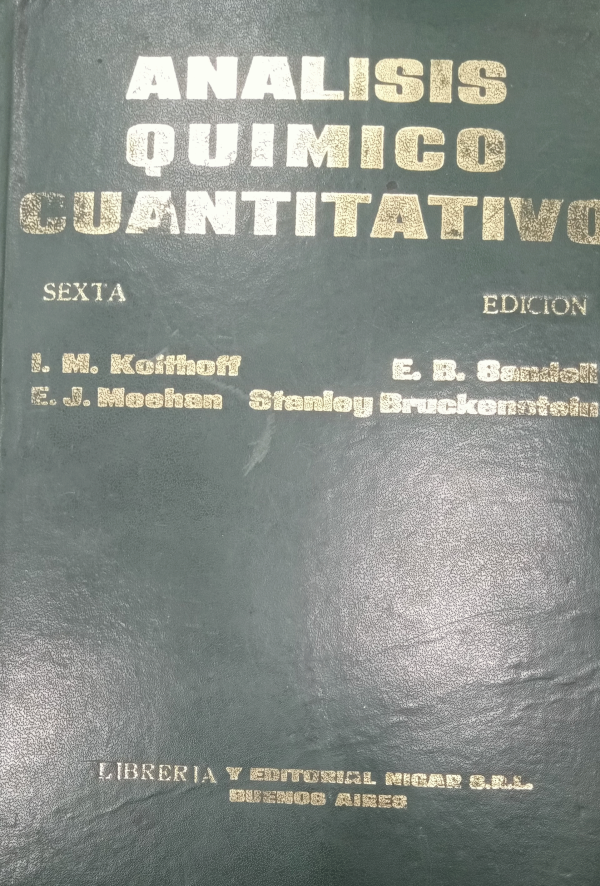 ANALISIS
QUIMICO
CUANTITATIVO
SEXTA EDICION
I. M. Kolthoff E. B. Sandell
E. J. Meehan Stanley Bruckenstein
LIBRERIA Y EDITORIAL NIGAR S.R.L.
BUENOS AIRES